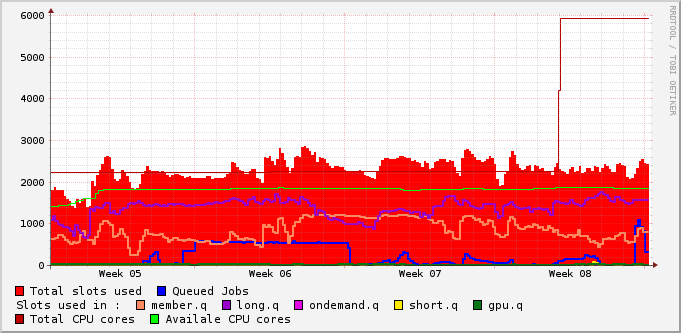 6000
5000
4000
3000
2000
1000
0
Week 05 Week 06 Week 07 Week 08
RRDTOOL / TOBI OETIKER
Total slots used Queued Jobs
Slots used in : member.q long.q ondemand.q short.q gpu.q
Total CPU cores Availale CPU cores